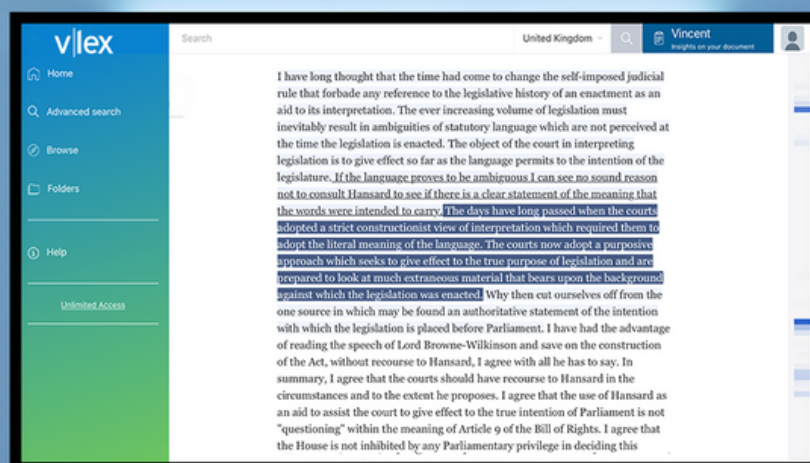 v|lex
Home
Advanced search
Browse
Folders
Help
Unlimited Access
Search
United Kingdom
Vincent
Insights on your document
I have long thought that the time had come to change the self-imposed judicial
rule that forbade any reference to the legislative history of an enactment as an
aid to its interpretation. The ever increasing volume of legislation must
inevitably result in ambiguities of statutory language which are not perceived at
the time the legislation is enacted. The object of the court in interpreting
legislation is to give effect so far as the language permits to the intention of the
legislature. If the language proves to be ambiguous I can see no sound reason
not to consult Hansard to see if there is a clear statement of the meaning that
the words were intended to carry. The days have long passed when the courts
adopted a strict constructionist view of interpretation which required them to
adopt the literal meaning of the language. The courts now adopt a purposive
approach which seeks to give effect to the true purpose of legislation and are
prepared to look at much extraneous material that bears upon the background
against which the legislation was enacted. Why then cut ourselves off from the
one source in which may be found an authoritative statement of the intention
with which the legislation is placed before Parliament. I have had the advantage
of reading the speech of Lord Browne-Wilkinson and save on the construction
of the Act, without recourse to Hansard, I agree with all he has to say. In
summary, I agree that the courts should have recourse to Hansard in the
circumstances and to the extent he proposes. I agree that the use of Hansard as
an aid to assist the court to give effect to the true intention of Parliament is not
"questioning" within the meaning of Article 9 of the Bill of Rights. I agree that
the House is not inhibited by any Parliamentary privilege in deciding this